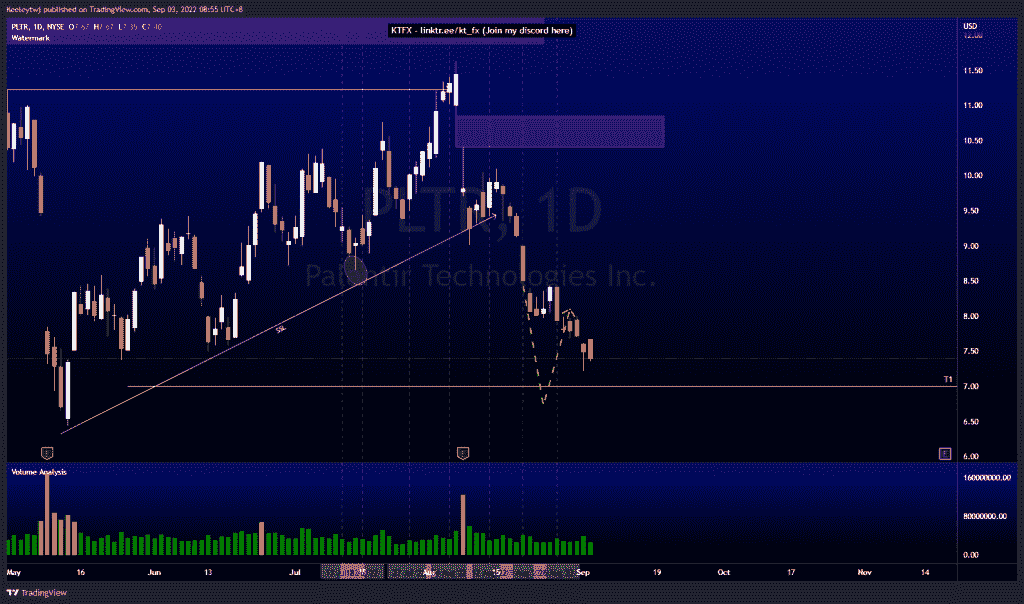 Keeleytwj published on TradingView.com, Sep 03, 2022 08:55 UTC+8
PLTR, 1D, NYSE O7.67 H7.67 L7.35 C7.40
KTFX - linktr.ee/kt_fx (Join my discord here)
USD
Watermark
12.00
11.50
11.00
10.50
10.00
PLTR, 1D
9.50
9.00
Palantir Technologies Inc.
8.50
8.00
SSL
7.50
T1
7.00
6.50
6.00
Volume Analysis
160000000.00
80000000.00
0.00
May 16 Jun 13 Jul Aug 15 Sep 19 Oct 17 Nov 14
TradingView